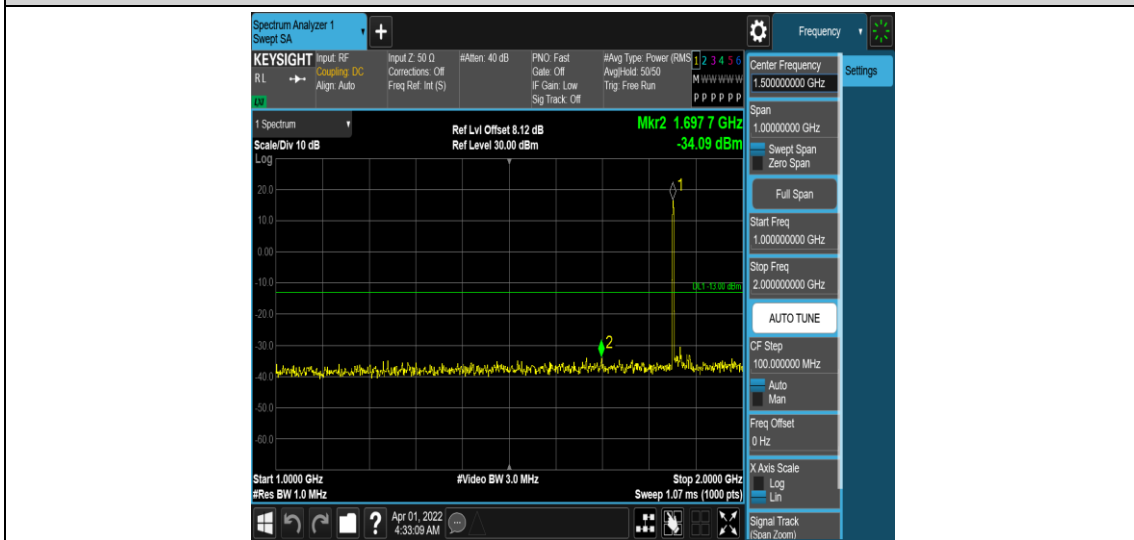 Spectrum Analyzer 1
Swept SA
+
Frequency
KEYSIGHT
RL
LXI
Input: RF
Coupling: DC
Align: Auto
Input Z: 50 Ω
Corrections: Off
Freq Ref: Int (S)
#Atten: 40 dB
PNO: Fast
Gate: Off
IF Gain: Low
Sig Track: Off
#Avg Type: Power (RMS
Avg|Hold: 50/50
Trig: Free Run
1 2 3 4 5 6
M W W W W W
P P P P P P
1 Spectrum
Scale/Div 10 dB
Log
Ref Lvl Offset 8.12 dB
Ref Level 30.00 dBm
Mkr2 1.697 7 GHz
-34.09 dBm
20.0
10.0
0.00
-10.0
-20.0
-30.0
-40.0
-50.0
-60.0
1
DL1 -13.00 dBm
2
Start 1.0000 GHz
#Res BW 1.0 MHz
#Video BW 3.0 MHz
Stop 2.0000 GHz
Sweep 1.07 ms (1000 pts)
?
Apr 01, 2022
4:33:09 AM
Center Frequency
1.500000000 GHz
Settings
Span
1.00000000 GHz
Swept Span
Zero Span
Full Span
Start Freq
1.000000000 GHz
Stop Freq
2.000000000 GHz
AUTO TUNE
CF Step
100.000000 MHz
Auto
Man
Freq Offset
0 Hz
X Axis Scale
Log
Lin
Signal Track
(Span Zoom)